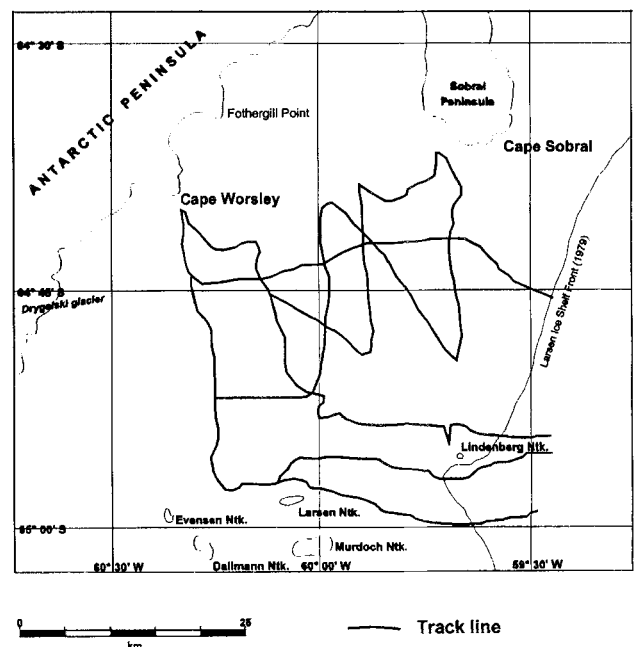 64° 30' S
Sobral
Peninsula
Fothergill Point
ANTARCTIC PENINSULA
Cape Sobral
Cape Worsley
64° 45' S
Drygalski glacier
Larsen Ice Shelf Front (1979)
Lindenberg Ntk.
Larsen Ntk.
Evensen Ntk.
65° 00' S
Murdoch Ntk.
Dallmann Ntk.
60° 30' W
60° 00' W
59° 30' W
0
25
km
Track line